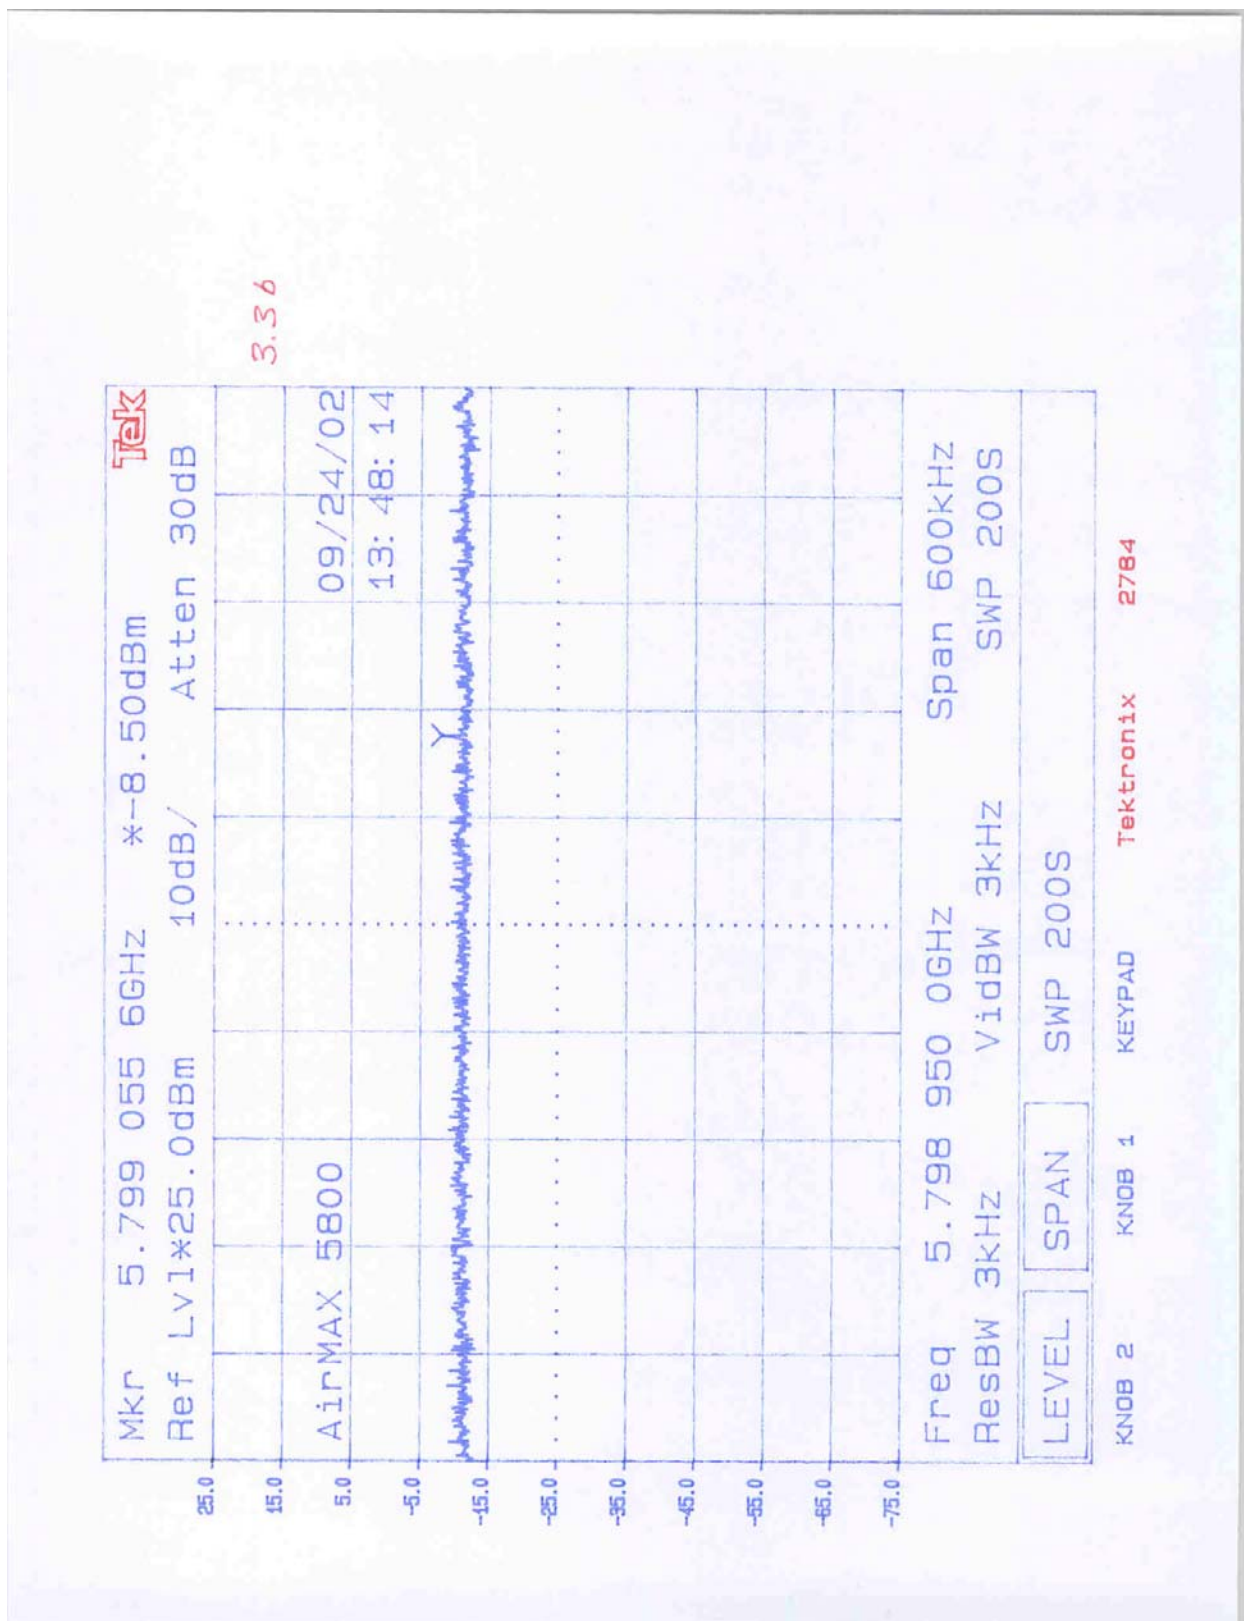 3.36
Mkr 5.799 055 6GHz *-8.50dBm Tek
Ref Lvl*25.0dBm 10dB/ Atten 30dB
25.0
15.0
AirMAX 5800 09/24/02
5.0
13:48:14
-5.0
-15.0
-25.0
-35.0
-45.0
-55.0
-65.0
-75.0
Freq 5.798 950 0GHz Span 600kHz
ResBW 3kHz VidBW 3kHz SWP 200S
LEVEL SPAN SWP 200S
KNOB 2 KNOB 1 KEYPAD Tektronix 2784